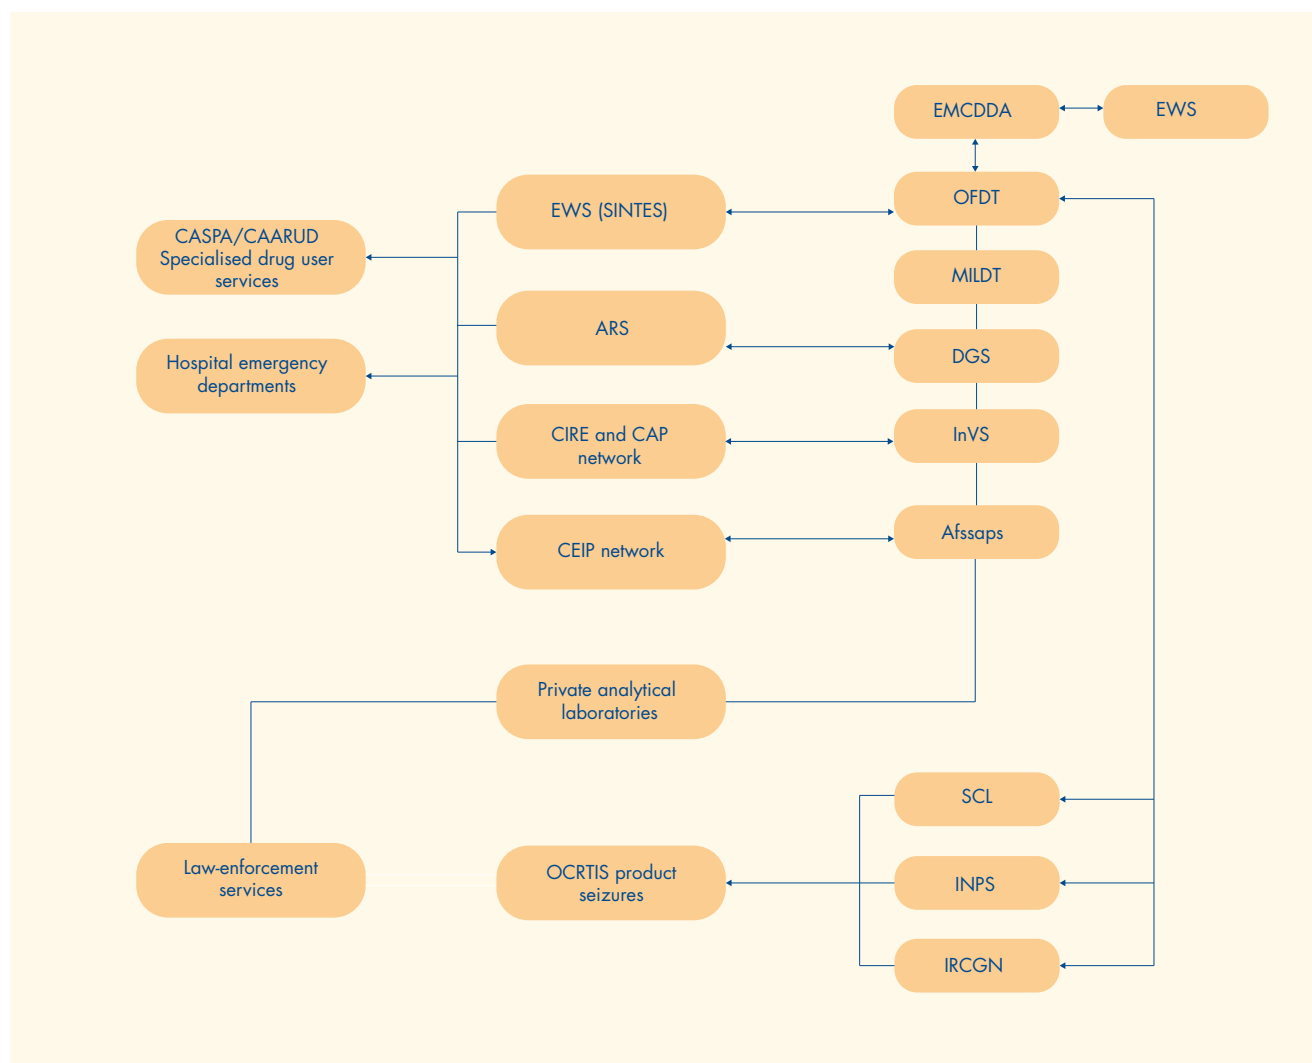 EMCDDA
EWS
OFDT
EWS (SINTES)
CASPA/CAARUD
Specialised drug user
services
MILDT
ARS
DGS
Hospital emergency
departments
CIRE and CAP
network
InVS
Afssaps
CEIP network
Private analytical
laboratories
SCL
Law-enforcement
services
OCRTIS product
seizures
INPS
IRCGN